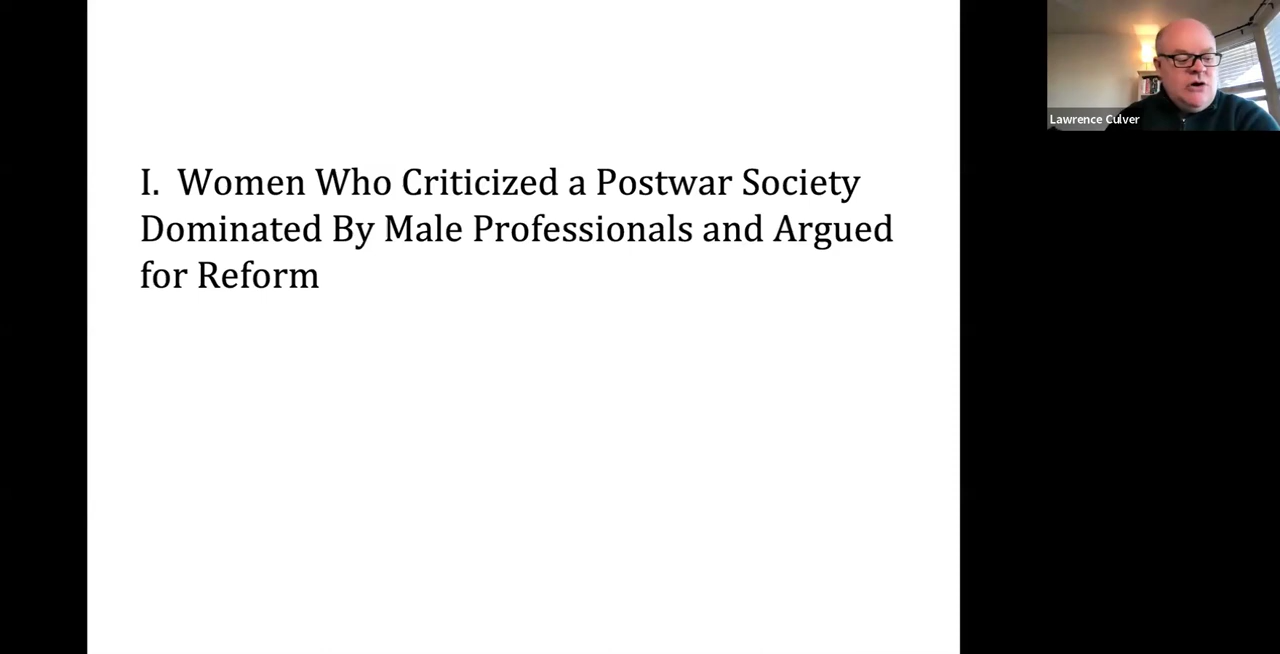 I. Women Who Criticized a Postwar Society
Dominated By Male Professionals and Argued
for Reform
Lawrence Culver